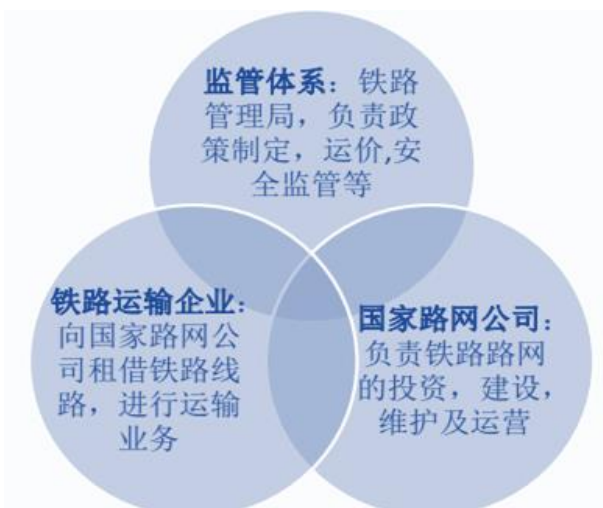 监管体系：铁路
管理局，负责政
策制定，运价,安
全监管等
铁路运输企业：
向国家路网公
司租借铁路线
路，进行运输
业务
国家路网公司：
负责铁路路网
的投资，建设，
维护及运营